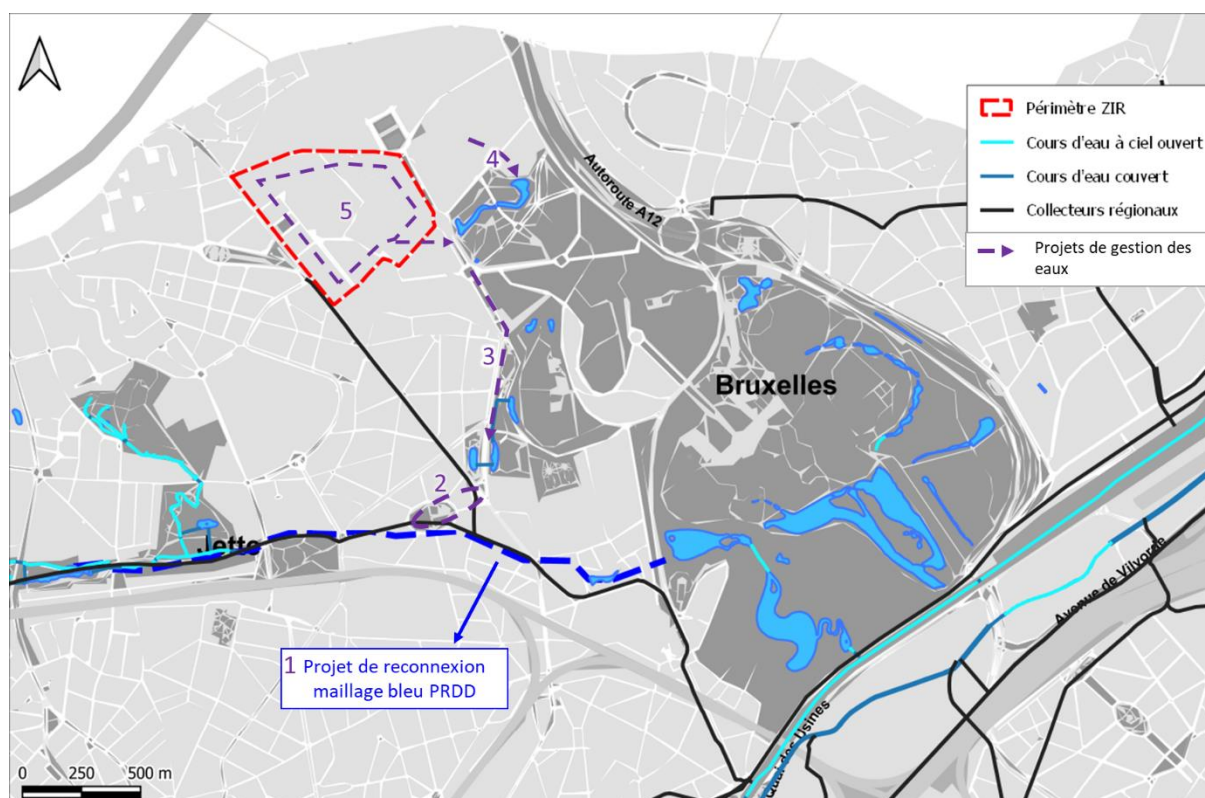 Autoroute A12
Périmètre ZIR
Cours d'eau à ciel ouvert
Cours d'eau couvert
Collecteurs régionaux
Projets de gestion des
eaux
4
5
3
Bruxelles
2
Jette
Avenue de Vilvorde
1 Projet de reconnexion
maillage bleu PRDD
Quai des Usines
0 250 500 m